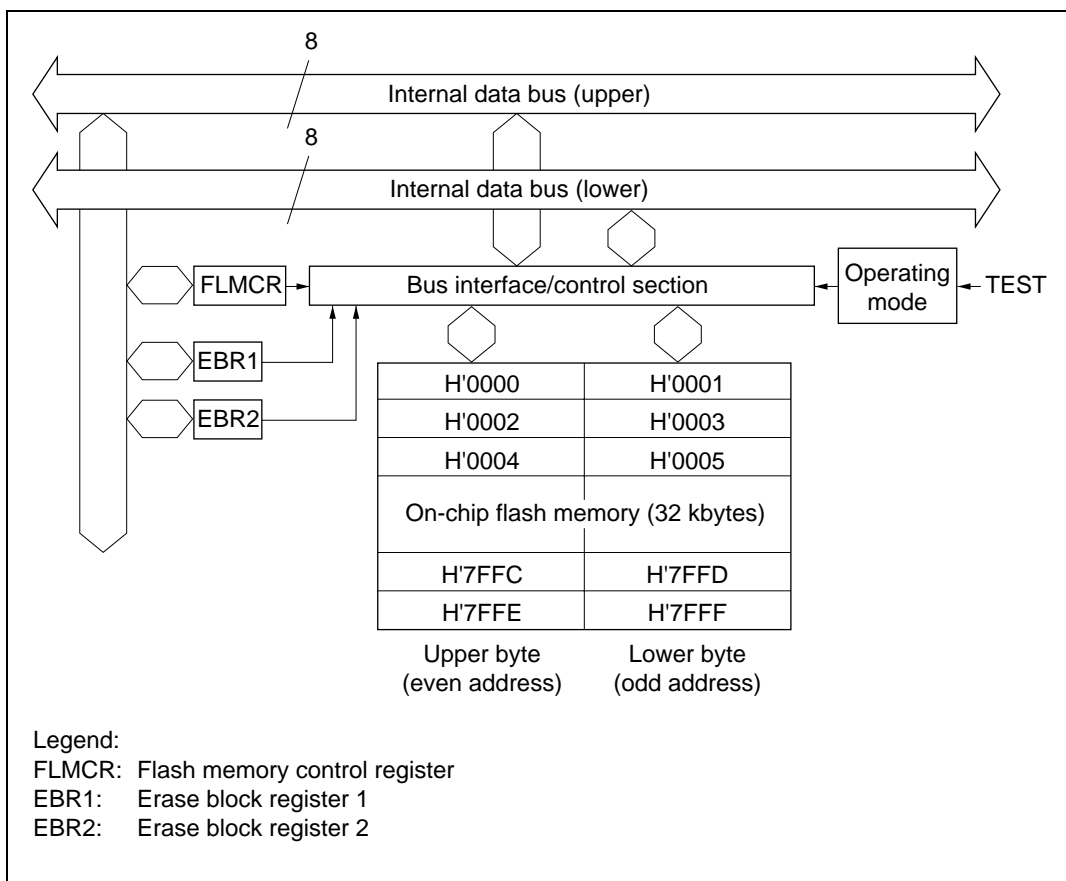 8
Internal data bus (upper)
8
Internal data bus (lower)
FLMCR
Bus interface/control section
Operating
mode
TEST
EBR1
EBR2
H'0000 H'0001
H'0002 H'0003
H'0004 H'0005
On-chip flash memory (32 kbytes)
H'7FFC H'7FFD
H'7FFE H'7FFF
Upper byte
(even address)
Lower byte
(odd address)
Legend:
FLMCR: Flash memory control register
EBR1: Erase block register 1
EBR2: Erase block register 2